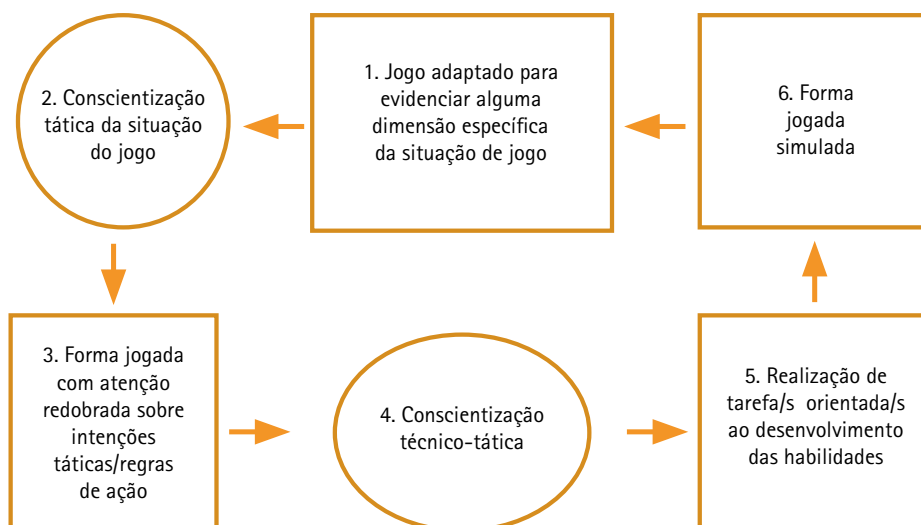 1. Jogo adaptado para
evidenciar alguma
dimensão específica
da situação de jogo
2. Conscientização
tática da situação
do jogo
3. Forma jogada
com atenção
redobrada sobre
intenções
táticas/regras
de ação
4. Conscientização
técnico-tática
5. Realização de
tarefa/s orientada/s
ao desenvolvimento
das habilidades
6. Forma
jogada
simulada